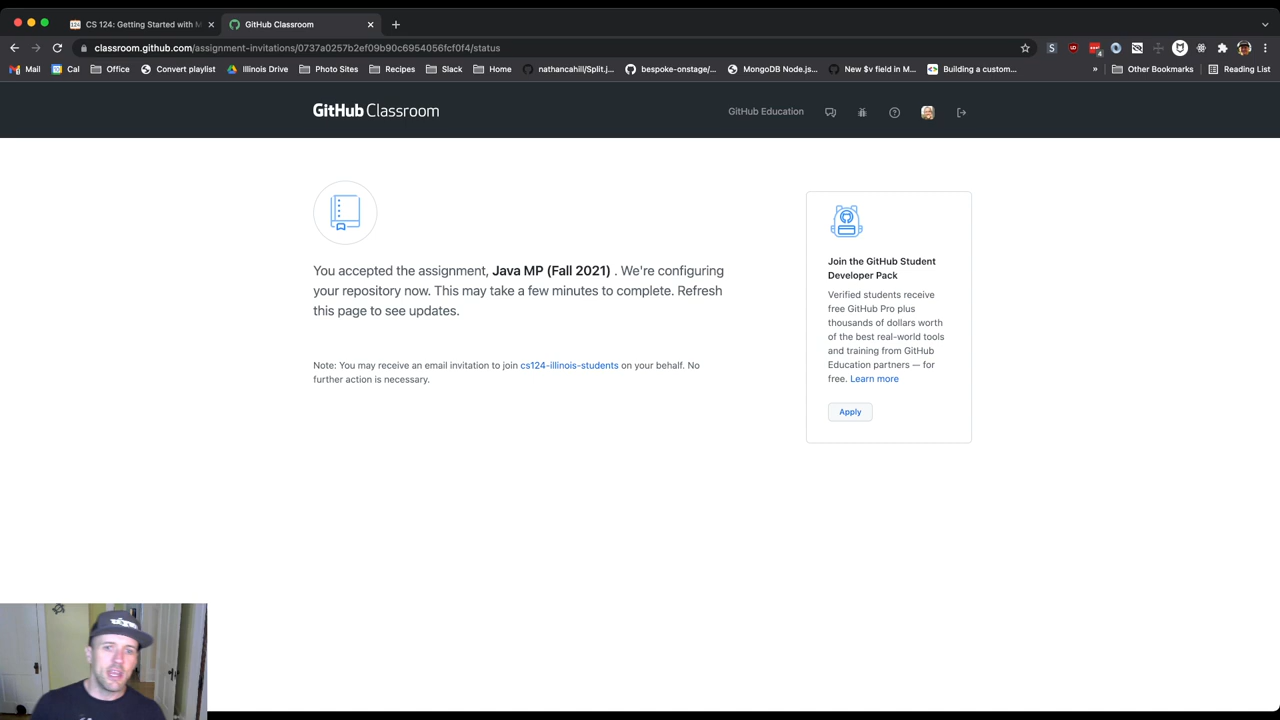 CS 124: Getting Started with M
GitHub Classroom
classroom.github.com/assignment-invitations/0737a0257b2ef09b90c6954056fcf0f4/status
Mail
Cal
Office
Convert playlist
Illinois Drive
Photo Sites
Recipes
Slack
Home
nathancahill/Split.j...
bespoke-onstage/...
MongoDB Node.js...
New $v field in M...
Building a custom...
»
Other Bookmarks
Reading List
GitHub Classroom
GitHub Education
You accepted the assignment, Java MP (Fall 2021) . We're configuring
your repository now. This may take a few minutes to complete. Refresh
this page to see updates.
Note: You may receive an email invitation to join cs124-illinois-students on your behalf. No
further action is necessary.
Join the GitHub Student
Developer Pack
Verified students receive
free GitHub Pro plus
thousands of dollars worth
of the best real-world tools
and training from GitHub
Education partners — for
free. Learn more
Apply